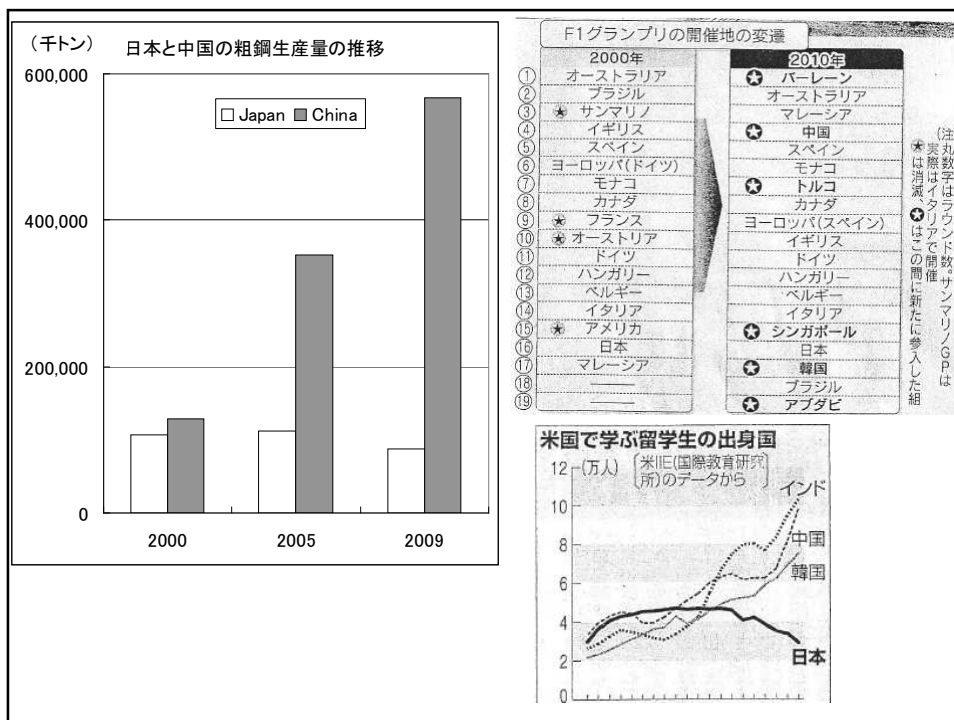 （千トン）
日本と中国の粗鋼生産量の推移
600,000
400,000
200,000
0
Japan
China
2000
2005
2009
F1グランプリの開催地の変遷
2000年
① オーストラリア
② ブラジル
③ ✪ サンマリノ
④ イギリス
⑤ スペイン
⑥ ヨーロッパ(ドイツ)
⑦ モナコ
⑧ カナダ
⑨ ✪ フランス
⑩ ✪ オーストリア
⑪ ドイツ
⑫ ハンガリー
⑬ ベルギー
⑭ イタリア
⑮ ✪ アメリカ
⑯ 日本
⑰ マレーシア
⑱ ――
⑲ ――
2010年
✪ バーレーン
オーストラリア
マレーシア
✪ 中国
スペイン
モナコ
✪ トルコ
カナダ
ヨーロッパ(スペイン)
イギリス
ドイツ
ハンガリー
ベルギー
イタリア
✪ シンガポール
日本
✪ 韓国
ブラジル
✪ アブダビ
(注)丸数字はラウンド数。サンマリノGPは
実際はイタリアで開催
✪は消滅、✪はこの間に新たに参入した組
米国で学ぶ留学生の出身国
12
(万人)
米IIE(国際教育研究
所)のデータから
10
8
6
4
2
0
インド
中国
韓国
日本